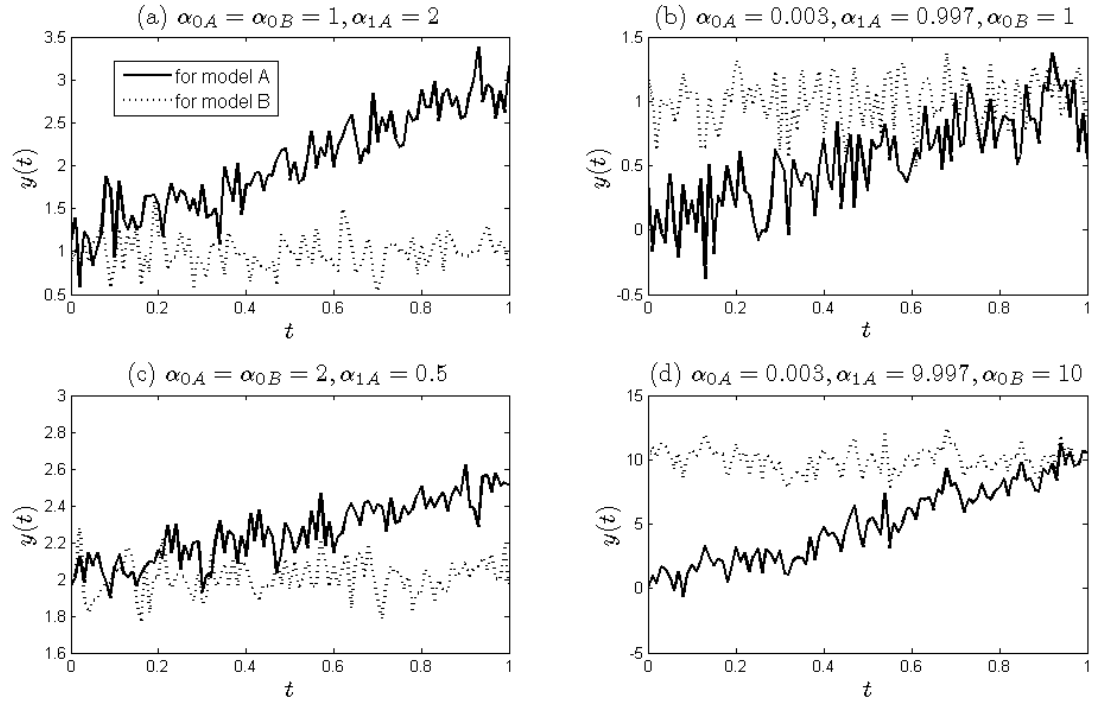 (a) α0A = α0B = 1, α1A = 2
3.5
3
2.5
2
1.5
1
0.5
y(t)
for model A
for model B
0 0.2 0.4 0.6 0.8 1
t
(b) α0A = 0.003, α1A = 0.997, α0B = 1
1.5
1
0.5
0
-0.5
y(t)
0 0.2 0.4 0.6 0.8 1
t
(c) α0A = α0B = 2, α1A = 0.5
3
2.8
2.6
2.4
2.2
2
1.8
1.6
y(t)
0 0.2 0.4 0.6 0.8 1
t
(d) α0A = 0.003, α1A = 9.997, α0B = 10
15
10
5
0
-5
y(t)
0 0.2 0.4 0.6 0.8 1
t